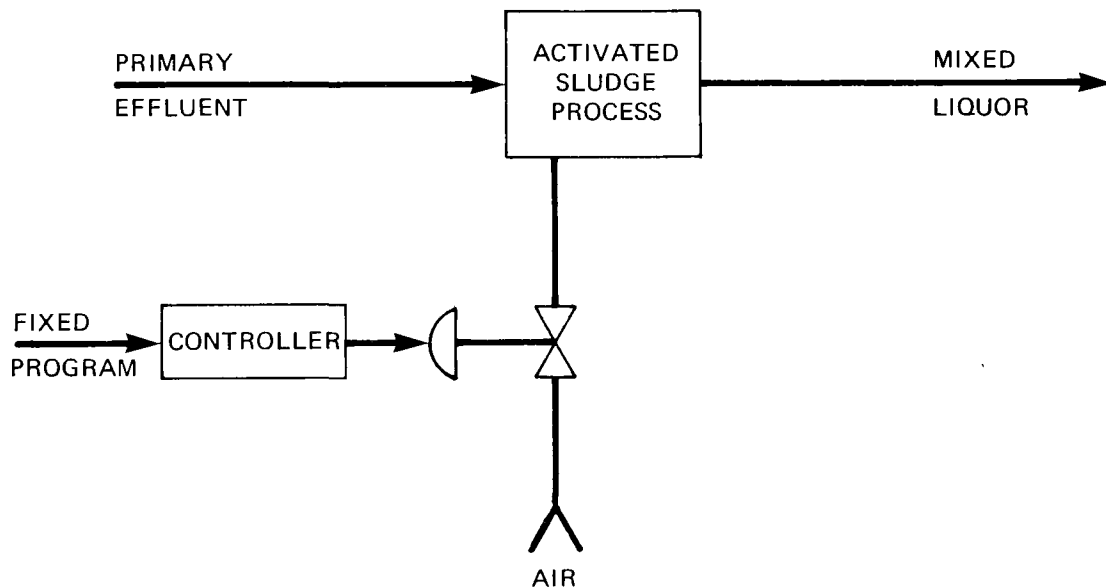 PRIMARY
EFFLUENT
ACTIVATED
SLUDGE
PROCESS
MIXED
LIQUOR
FIXED
PROGRAM
CONTROLLER
AIR